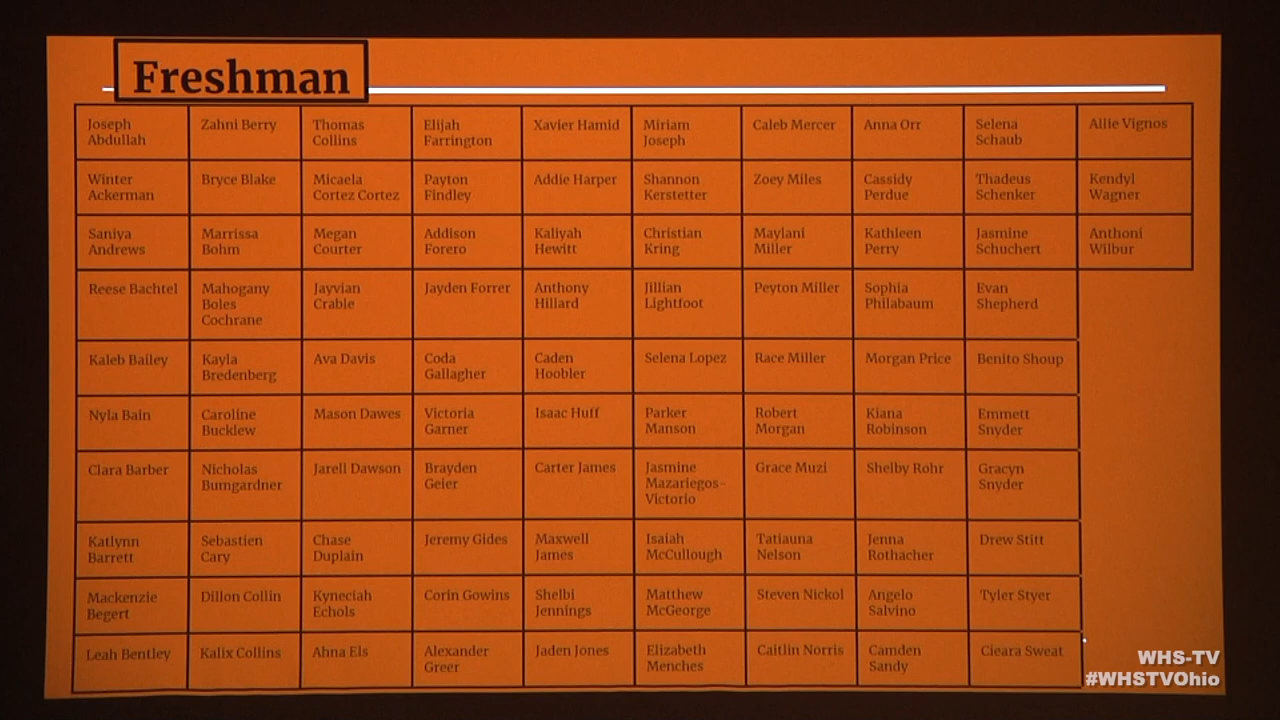 Freshman
Joseph
Abdullah
Zahni Berry
Thomas
Collins
Elijah
Farrington
Xavier Hamid
Miriam
Joseph
Caleb Mercer
Anna Orr
Selena
Schaub
Allie Vignos
Winter
Ackerman
Bryce Blake
Micaela
Cortez Cortez
Payton
Findley
Addie Harper
Shannon
Kerstetter
Zoey Miles
Cassidy
Perdue
Thadeus
Schenker
Kendyl
Wagner
Saniya
Andrews
Marrissa
Bohm
Megan
Courter
Addison
Forero
Kaliyah
Hewitt
Christian
Kring
Maylani
Miller
Kathleen
Perry
Jasmine
Schuchert
Anthoni
Wilbur
Reese Bachtel
Mahogany
Boles
Cochrane
Jayvian
Crable
Jayden Forrer
Anthony
Hillard
Jillian
Lightfoot
Peyton Miller
Sophia
Philabaum
Evan
Shepherd
Kaleb Bailey
Kayla
Bredenberg
Ava Davis
Coda
Gallagher
Caden
Hoobler
Selena Lopez
Race Miller
Morgan Price
Benito Shoup
Nyla Bain
Caroline
Bucklew
Mason Dawes
Victoria
Garner
Isaac Huff
Parker
Manson
Robert
Morgan
Kiana
Robinson
Emmett
Snyder
Clara Barber
Nicholas
Bumgardner
Jarell Dawson
Brayden
Geier
Carter James
Jasmine
Mazariegos-
Victorio
Grace Muzi
Shelby Rohr
Gracyn
Snyder
Katlynn
Barrett
Sebastien
Cary
Chase
Duplain
Jeremy Gides
Maxwell
James
Isaiah
McCullough
Tatiauna
Nelson
Jenna
Rothacher
Drew Stitt
Mackenzie
Begert
Dillon Collin
Kyneciah
Echols
Corin Gowins
Shelbi
Jennings
Matthew
McGeorge
Steven Nickol
Angelo
Salvino
Tyler Styer
Leah Bentley
Kalix Collins
Ahna Els
Alexander
Greer
Jaden Jones
Elizabeth
Menches
Caitlin Norris
Camden
Sandy
Cieara Sweat
WHS-TV
#WHSTVOhio